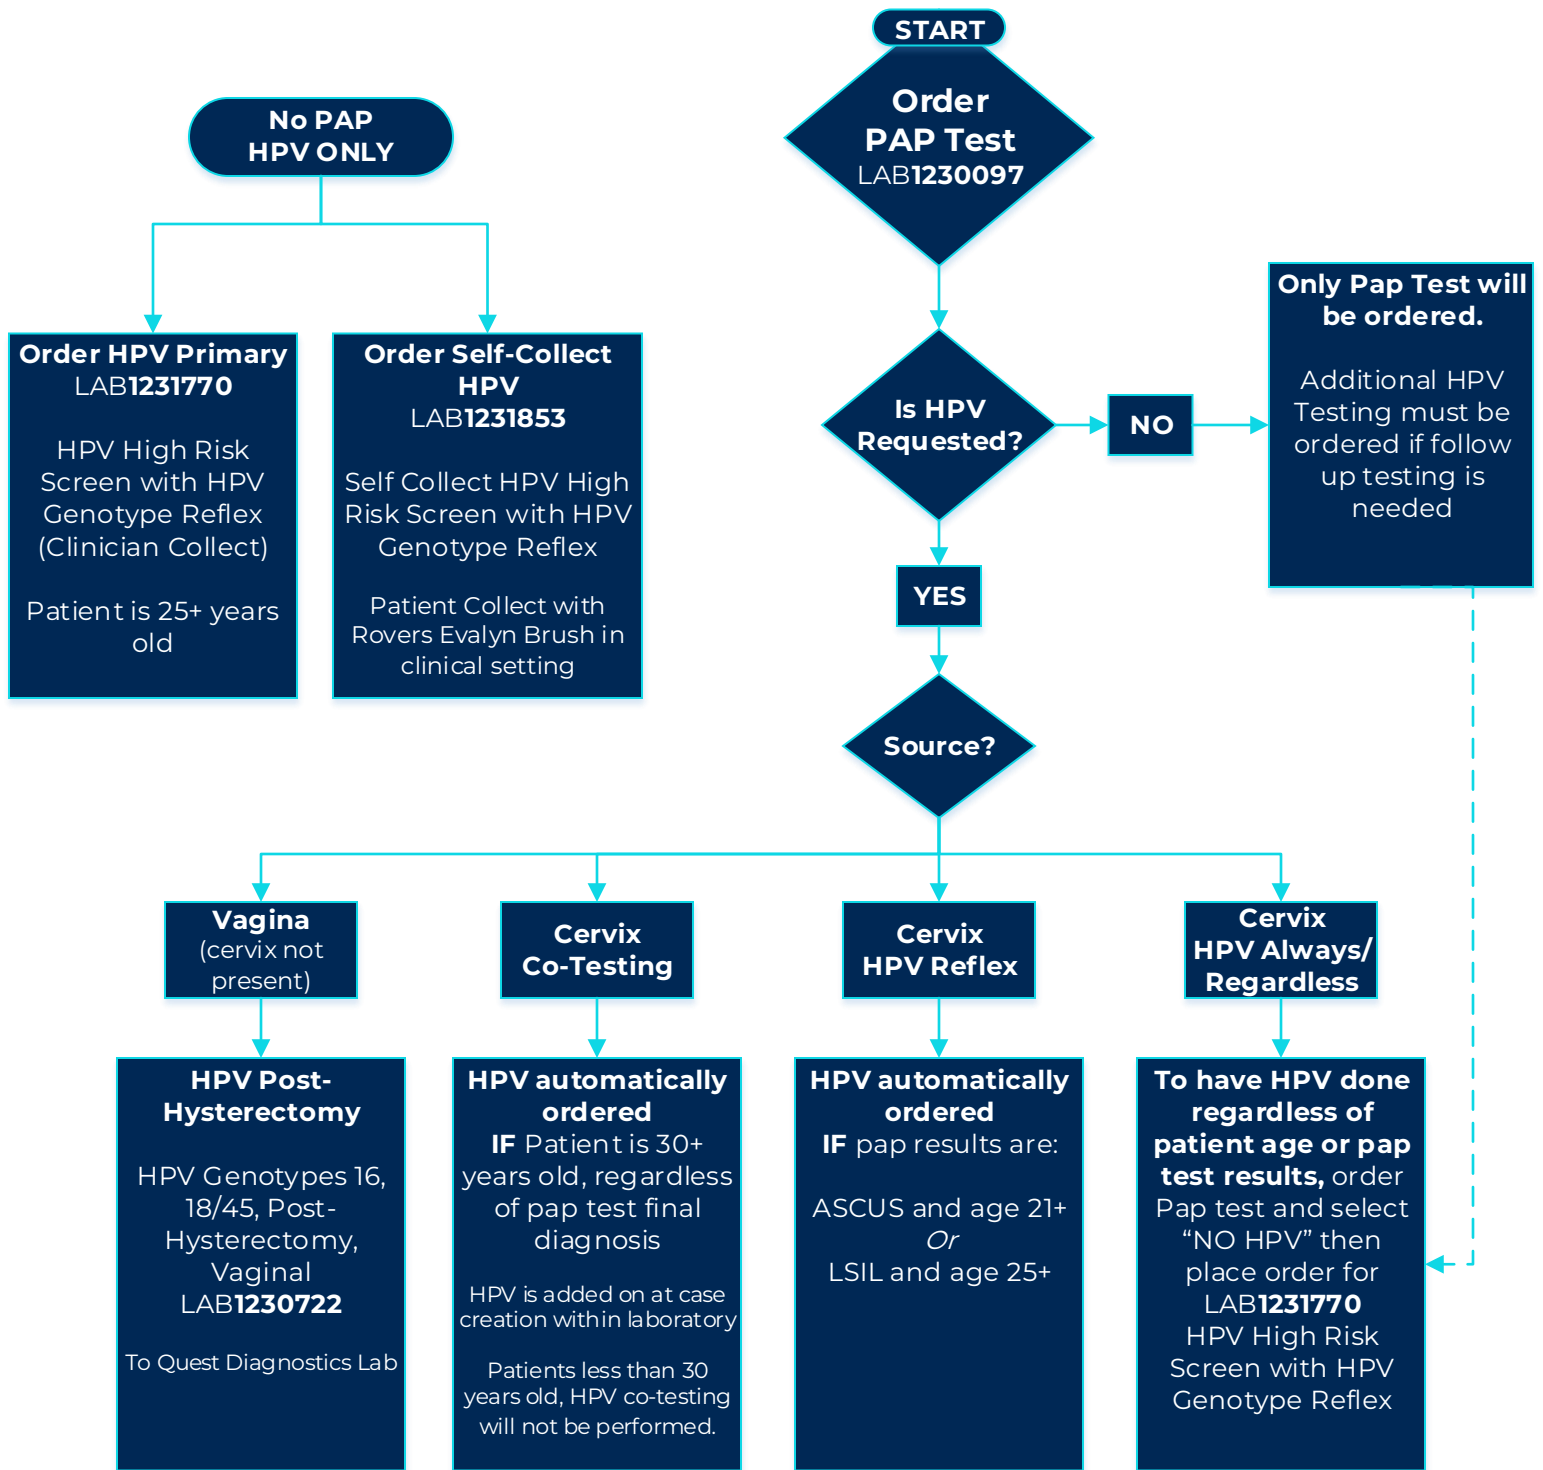 START
Order
PAP Test
LAB1230097
No PAP
HPV ONLY
Order HPV Primary
LAB1231770
HPV High Risk
Screen with HPV
Genotype Reflex
(Clinician Collect)
Patient is 25+ years
old
Order Self-Collect
HPV
LAB1231853
Self Collect HPV High
Risk Screen with HPV
Genotype Reflex
Patient Collect with
Rovers Evalyn Brush in
clinical setting
Is HPV
Requested?
NO
Only Pap Test will
be ordered.
Additional HPV
Testing must be
ordered if follow
up testing is
needed
YES
Source?
Vagina
(cervix not
present)
Cervix
Co-Testing
Cervix
HPV Reflex
Cervix
HPV Always/
Regardless
HPV Post-
Hysterectomy
HPV Genotypes 16,
18/45, Post-
Hysterectomy,
Vaginal
LAB1230722
To Quest Diagnostics Lab
HPV automatically
ordered
IF Patient is 30+
years old, regardless
of pap test final
diagnosis
HPV is added on at case
creation within laboratory
Patients less than 30
years old, HPV co-testing
will not be performed.
HPV automatically
ordered
IF pap results are:
ASCUS and age 21+
Or
LSIL and age 25+
To have HPV done
regardless of
patient age or pap
test results, order
Pap test and select
“NO HPV” then
place order for
LAB1231770
HPV High Risk
Screen with HPV
Genotype Reflex